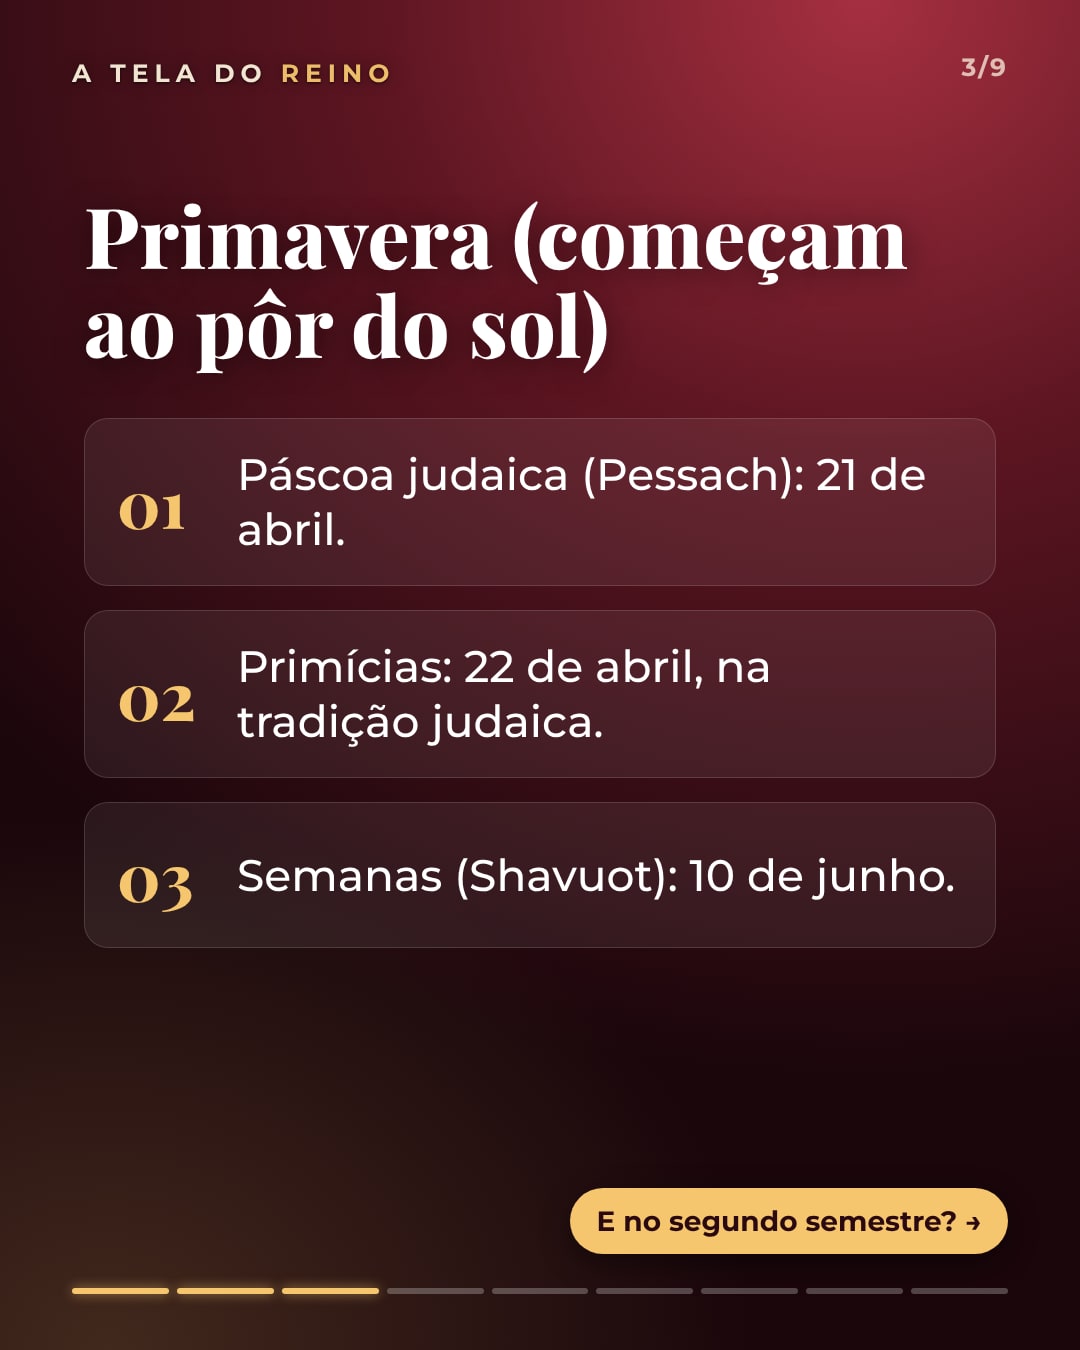 A TELA DO REINO
3/9
Primavera (começam
ao pôr do sol)
01
Páscoa judaica (Pessach): 21 de
abril.
02
Primícias: 22 de abril, na
tradição judaica.
03
Semanas (Shavuot): 10 de junho.
E no segundo semestre? →